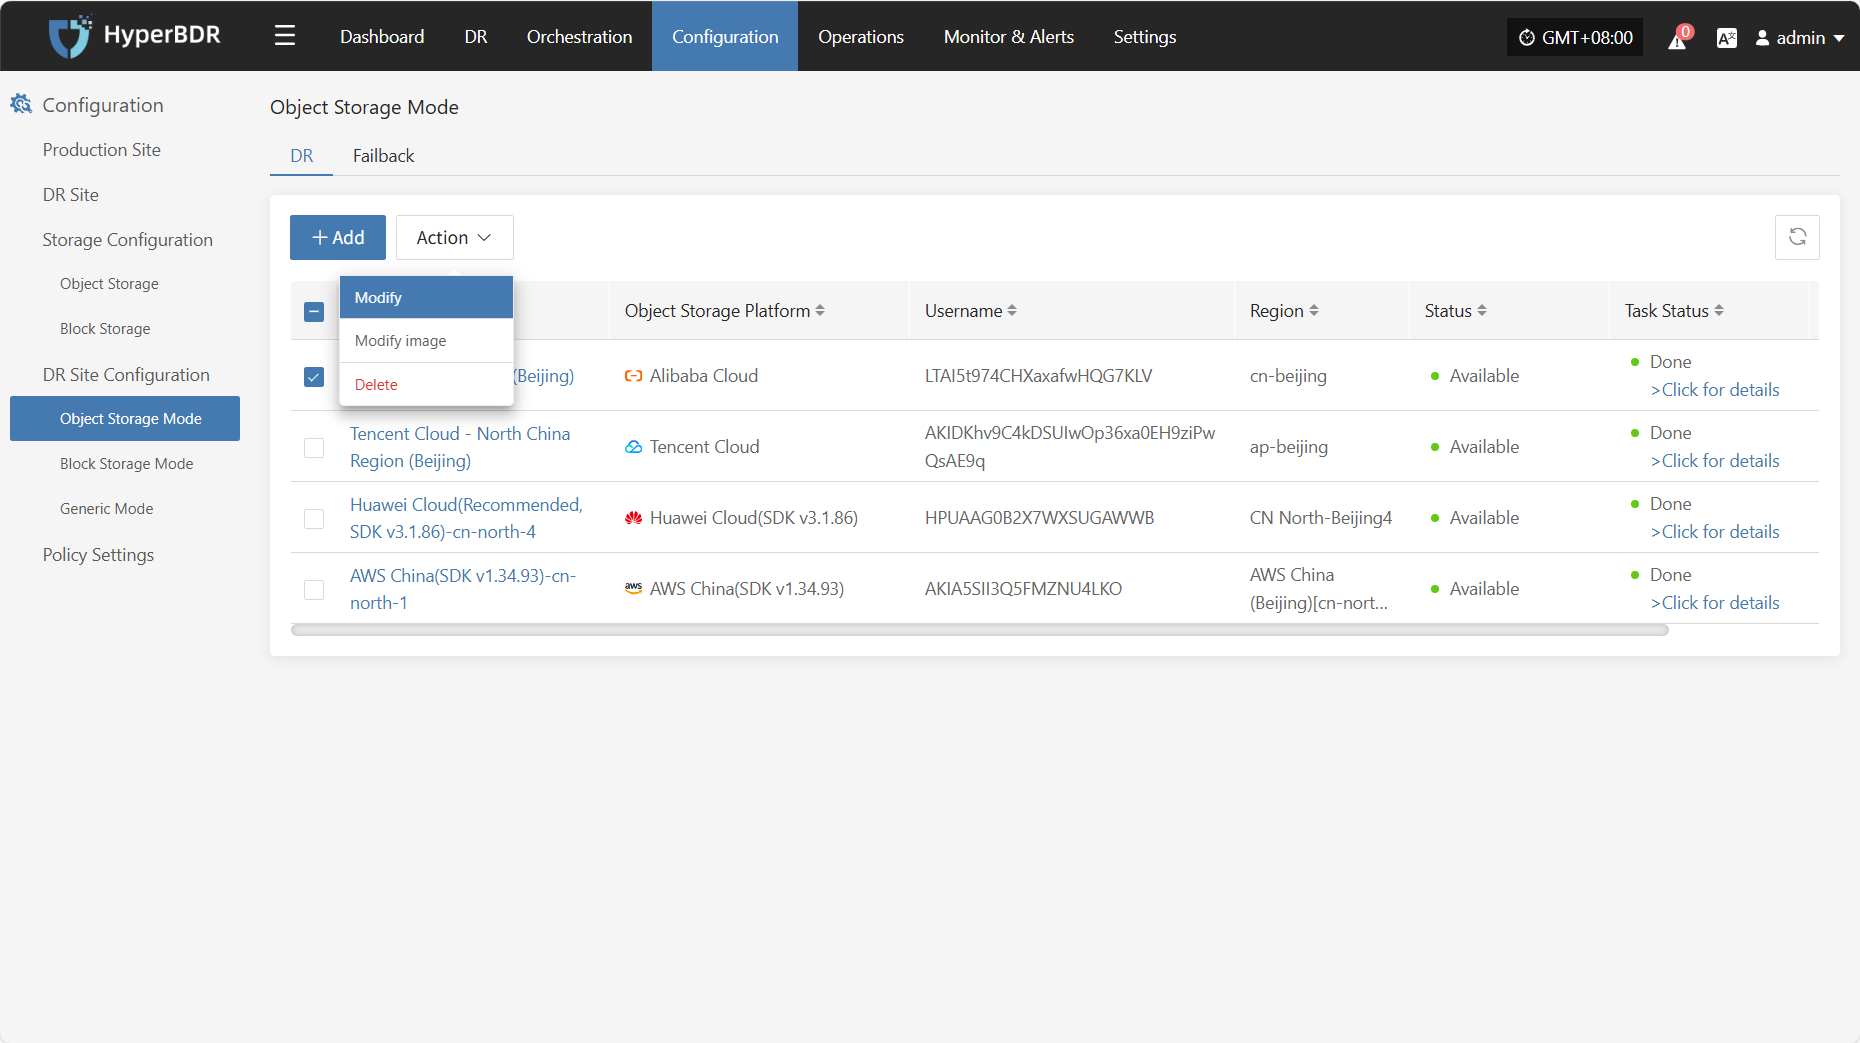 HyperBDR
Dashboard
DR
Orchestration
Configuration
Operations
Monitor & Alerts
Settings
GMT+08:00
0
admin
Configuration
Production Site
DR Site
Storage Configuration
Object Storage
Block Storage
DR Site Configuration
Object Storage Mode
Block Storage Mode
Generic Mode
Policy Settings
Object Storage Mode
DR
Failback
+ Add
Action
Modify
Modify image
Delete
Object Storage Platform
Username
Region
Status
Task Status
(Beijing)
Alibaba Cloud
LTAI5t974CHXaxafwHQG7KLV
cn-beijing
Available
Done
>Click for details
Tencent Cloud - North China
Region (Beijing)
Tencent Cloud
AKIDKhv9C4kDSUIwOp36xa0EH9ziPw
QsAE9q
ap-beijing
Available
Done
>Click for details
Huawei Cloud(Recommended,
SDK v3.1.86)-cn-north-4
Huawei Cloud(SDK v3.1.86)
HPUAAG0B2X7WXSUGAWWB
CN North-Beijing4
Available
Done
>Click for details
AWS China(SDK v1.34.93)-cn-
north-1
aws
AWS China(SDK v1.34.93)
AKIA5SII3Q5FMZNU4LKO
AWS China
(Beijing)[cn-nort...
Available
Done
>Click for details